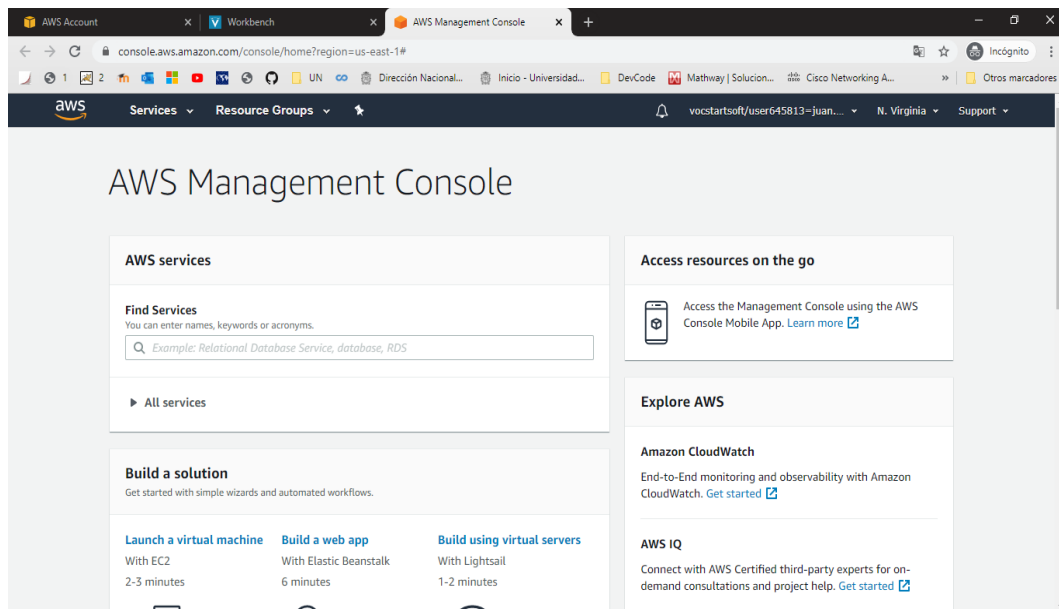 AWS Account
Workbench
AWS Management Console
console.aws.amazon.com/console/home?region=us-east-1#
Incógnito
1
2
UN
Dirección Nacional...
Inicio - Universidad...
DevCode
Mathway | Solucion...
Cisco Networking A...
»
Otros marcadores
aws
Services
Resource Groups
vocstartsoft/user645813=juan....
N. Virginia
Support
AWS Management Console
AWS services
Find Services
You can enter names, keywords or acronyms.
Example: Relational Database Service, database, RDS
All services
Build a solution
Get started with simple wizards and automated workflows.
Launch a virtual machine
With EC2
2-3 minutes
Build a web app
With Elastic Beanstalk
6 minutes
Build using virtual servers
With Lightsail
1-2 minutes
Access resources on the go
Access the Management Console using the AWS
Console Mobile App. Learn more
Explore AWS
Amazon CloudWatch
End-to-End monitoring and observability with Amazon
CloudWatch. Get started
AWS IQ
Connect with AWS Certified third-party experts for on-
demand consultations and project help. Get started